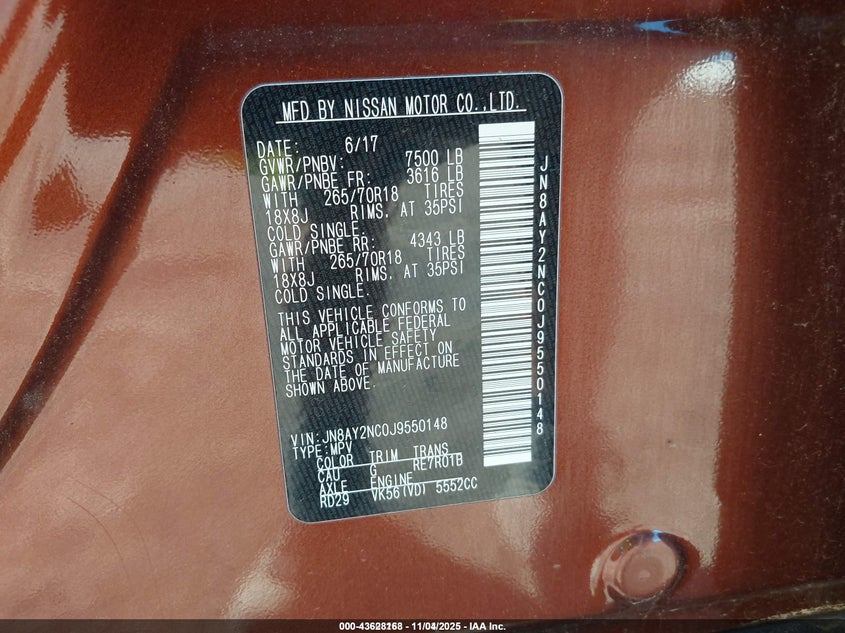 MFD BY NISSAN MOTOR CO.,LTD.
DATE: 6/17
GVWR/PNBV: 7500 LB
GAWR/PNBE FR: 3616 LB
WITH 265/70R18 TIRES
18X8J RIMS. AT 35PSI
COLD SINGLE.
GAWR/PNBE RR: 4343 LB
WITH 265/70R18 TIRES
18X8J RIMS. AT 35PSI
COLD SINGLE.
THIS VEHICLE CONFORMS TO
ALL APPLICABLE FEDERAL
MOTOR VEHICLE SAFETY
STANDARDS IN EFFECT ON
THE DATE OF MANUFACTURE
SHOWN ABOVE.
VIN:JN8AY2NC0J9550148
TYPE:MPV
COLOR TRIM TRANS
CAU G RE7R01B
AXLE ENGINE
RD29 VK56(VD) 5552CC
JN8AY2NC0J9550148
11/04/2025 - IAA Inc.